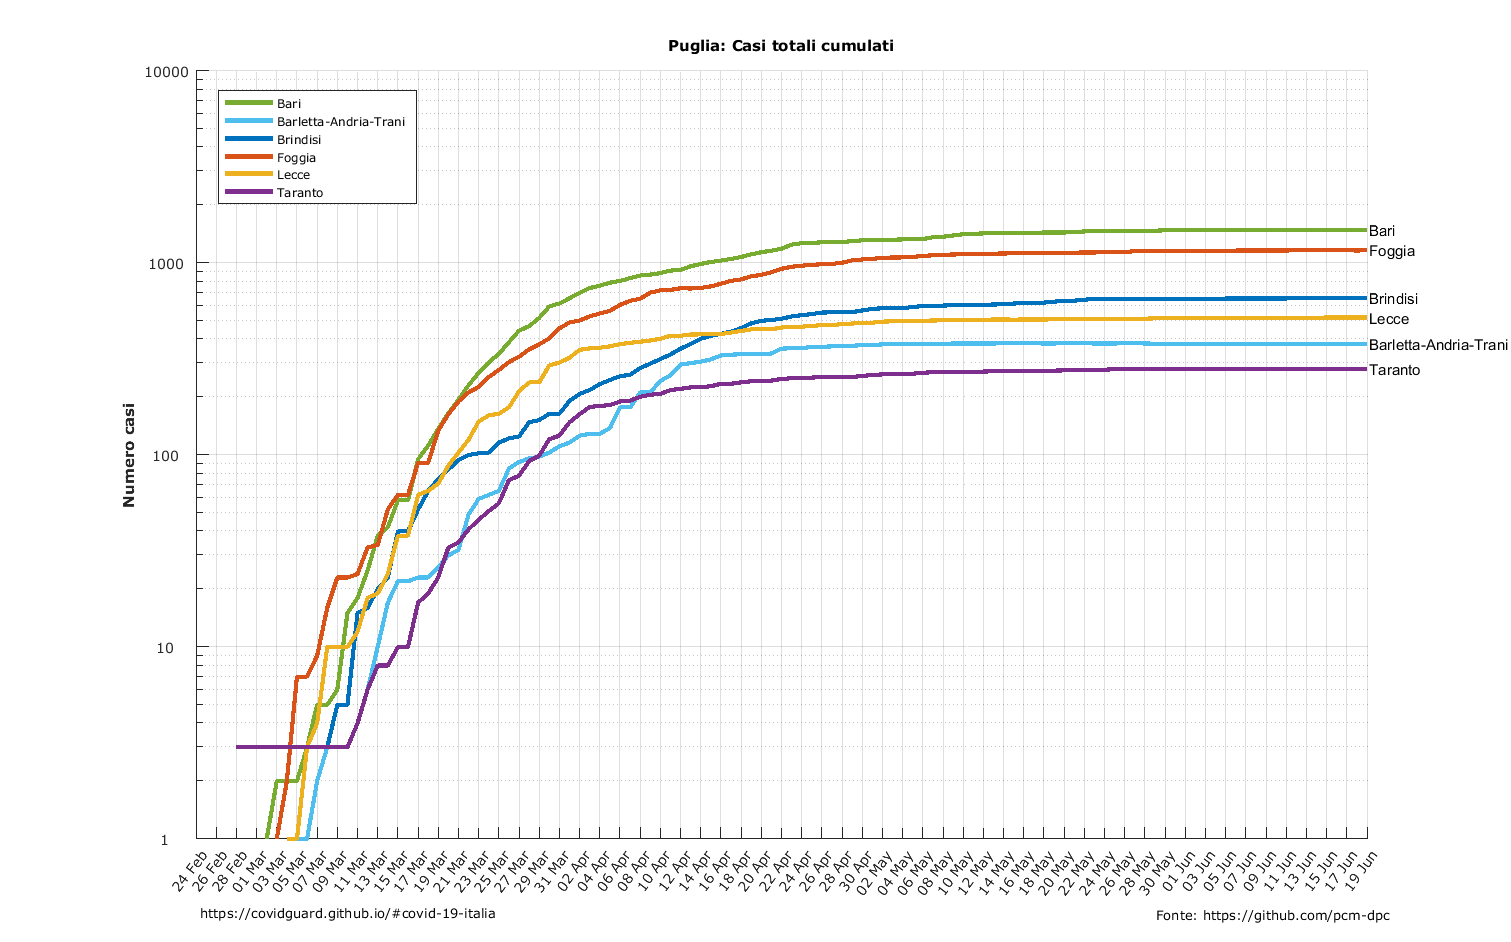 Puglia: Casi totali cumulati
10000
1000
100
10
1
Numero casi
Bari
Barletta-Andria-Trani
Brindisi
Foggia
Lecce
Taranto
Bari
Foggia
Brindisi
Lecce
Barletta-Andria-Trani
Taranto
24 Feb
26 Feb
28 Feb
01 Mar
03 Mar
05 Mar
07 Mar
09 Mar
11 Mar
13 Mar
15 Mar
17 Mar
19 Mar
21 Mar
23 Mar
25 Mar
27 Mar
29 Mar
31 Mar
02 Apr
04 Apr
06 Apr
08 Apr
10 Apr
12 Apr
14 Apr
16 Apr
18 Apr
20 Apr
22 Apr
24 Apr
26 Apr
28 Apr
30 Apr
02 May
04 May
06 May
08 May
10 May
12 May
14 May
16 May
18 May
20 May
22 May
24 May
26 May
28 May
30 May
01 Jun
03 Jun
05 Jun
07 Jun
09 Jun
11 Jun
13 Jun
15 Jun
17 Jun
19 Jun
https://covidguard.github.io/#covid-19-italia
Fonte: https://github.com/pcm-dpc